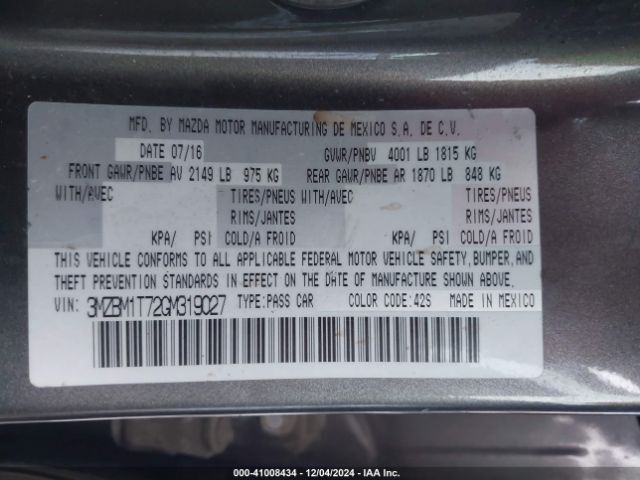 MFD. BY MAZDA MOTOR MANUFACTURING DE MEXICO S.A. DE C.V.
DATE 07/16 GVWR/PNBV 4001 LB 1815 KG
FRONT GAWR/PNBE AV 2149 LB 975 KG REAR GAWR/PNBE AR 1870 LB 848 KG
WITH/AVEC TIRES/PNEUS WITH/AVEC TIRES/PNEUS
RIMS/JANTES RIMS/JANTES
KPA/ PSI COLD/A FROID KPA/ PSI COLD/A FROID
THIS VEHICLE CONFORMS TO ALL APPLICABLE FEDERAL MOTOR VEHICLE SAFETY, BUMPER, AND
THEFT PREVENTION STANDARDS IN EFFECT ON THE DATE OF MANUFACTURE SHOWN ABOVE.
VIN: 3MZBM1T72GM319027 TYPE:PASS CAR COLOR CODE:42S MADE IN MEXICO
000-41008434 - 12/04/2024 - IAA Inc.